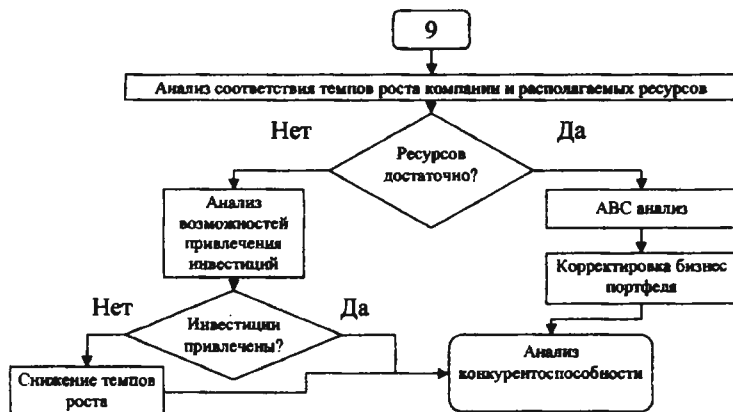 9
Анализ соответствия темпов роста компании и располагаемых ресурсов
Нет
Да
Ресурсов
достаточно?
Анализ
возможностей
привлечения
инвестиций
АВС анализ
Корректировка бизнес
портфеля
Нет
Да
Инвестиции
привлечены?
Анализ
конкурентоспособности
Снижение темпов
роста